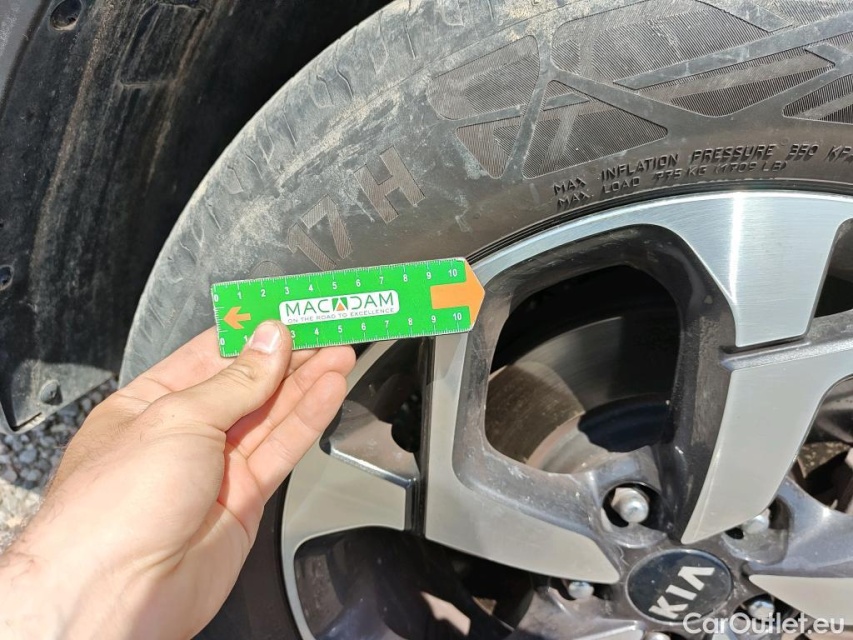 MAX. INFLATION PRESSURE 350 KPA
MAX. LOAD 775 KG (1709 LB)
17 H
0 1 2 3 4 5 6 7 8 9 10
MACADAM
ON THE ROAD TO EXCELLENCE
0 1 3 4 5 6 7 8 9 10
KIA
CarOutlet.eu